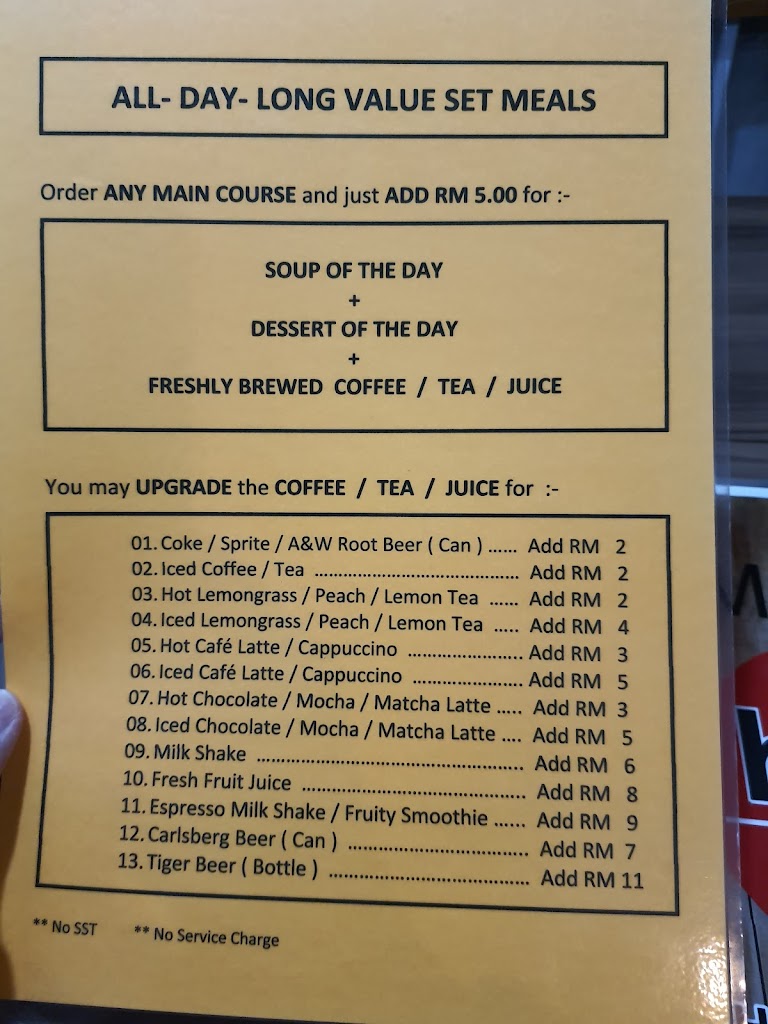 ALL- DAY- LONG VALUE SET MEALS
Order ANY MAIN COURSE and just ADD RM 5.00 for :-
SOUP OF THE DAY
+
DESSERT OF THE DAY
+
FRESHLY BREWED COFFEE / TEA / JUICE
You may UPGRADE the COFFEE / TEA / JUICE for :-
01. Coke / Sprite / A&W Root Beer ( Can ) ...... Add RM 2
02. Iced Coffee / Tea ........................................... Add RM 2
03. Hot Lemongrass / Peach / Lemon Tea ...... Add RM 2
04. Iced Lemongrass / Peach / Lemon Tea ..... Add RM 4
05. Hot Café Latte / Cappuccino ........................ Add RM 3
06. Iced Café Latte / Cappuccino ....................... Add RM 5
07. Hot Chocolate / Mocha / Matcha Latte ..... Add RM 3
08. Iced Chocolate / Mocha / Matcha Latte .... Add RM 5
09. Milk Shake ........................................................ Add RM 6
10. Fresh Fruit Juice ............................................... Add RM 8
11. Espresso Milk Shake / Fruity Smoothie ...... Add RM 9
12. Carlsberg Beer ( Can ) ...................................... Add RM 7
13. Tiger Beer ( Bottle ) .......................................... Add RM 11
** No SST ** No Service Charge